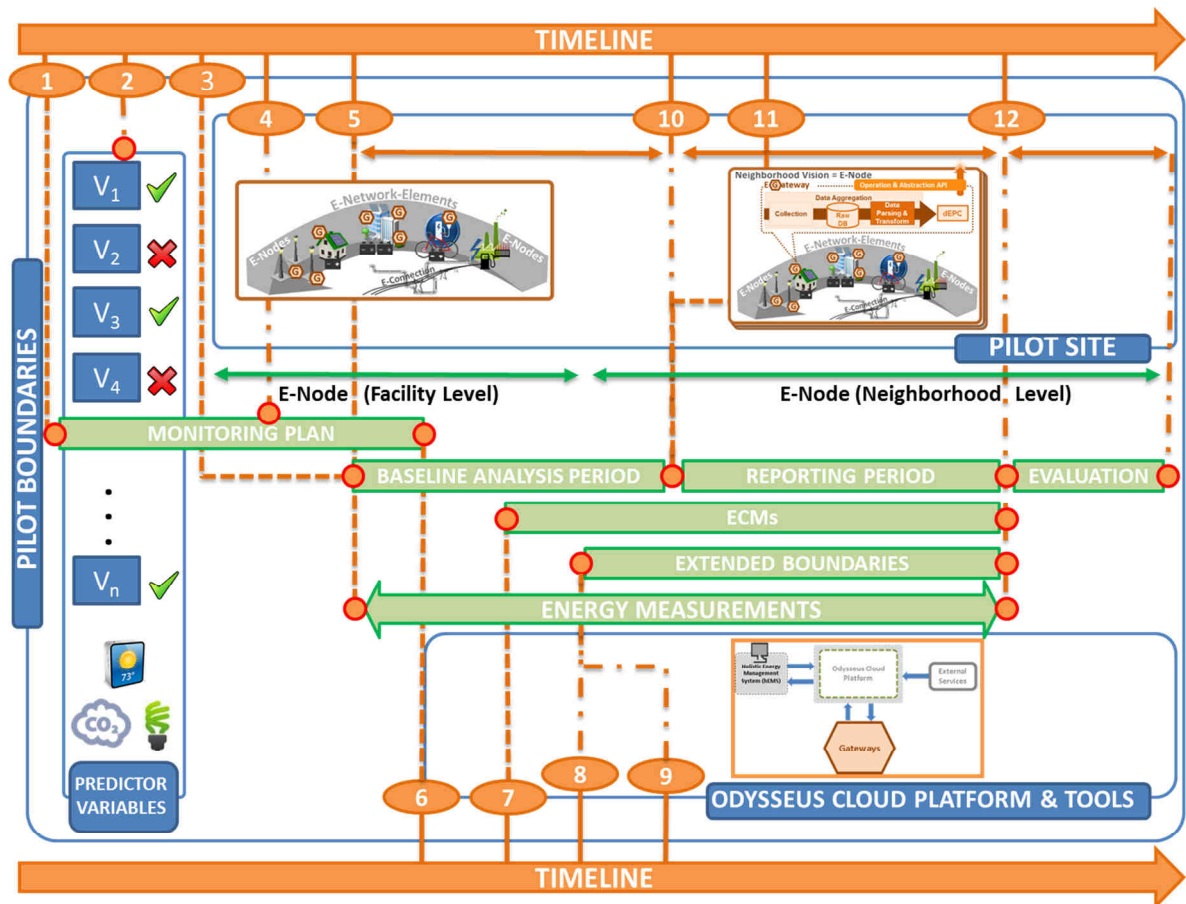 TIMELINE
1
2
3
4
5
10
11
12
PILOT BOUNDARIES
V1
V2
V3
V4
Vn
73°
CO2
PREDICTOR
VARIABLES
E-Network-Elements
E-Nodes
E-Nodes
E-Connection
G
G
G
G
G
G
G
G
Neighborhood Vision = E-Node
E-Gateway
Operation & Abstraction API
Data Aggregation
Collection
Raw
DB
Data
Parsing &
Transform
dEPC
E-Network-Elements
E-Nodes
E-Nodes
E-Connection
PILOT SITE
E-Node (Facility Level)
E-Node (Neighborhood Level)
MONITORING PLAN
BASELINE ANALYSIS PERIOD
REPORTING PERIOD
EVALUATION
ECMs
EXTENDED BOUNDARIES
ENERGY MEASUREMENTS
Holistic Energy
Management
System (hEMS)
Odysseus Cloud
Platform
External
Services
Gateways
6
7
8
9
ODYSSEUS CLOUD PLATFORM & TOOLS
TIMELINE